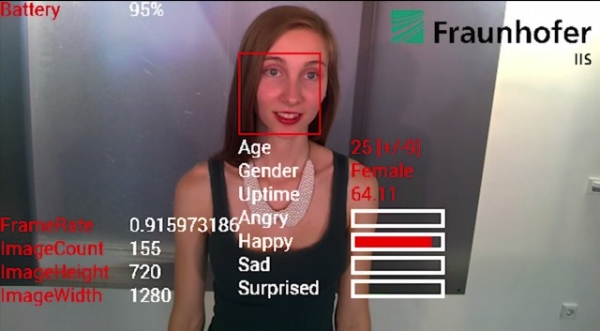 Battery 95%
Fraunhofer
IIS
Age 25 [+/-5]
Gender Female
Uptime 64.11
FrameRate 0.915973186
Angry
ImageCount 155
Happy
ImageHeight 720
Sad
ImageWidth 1280
Surprised